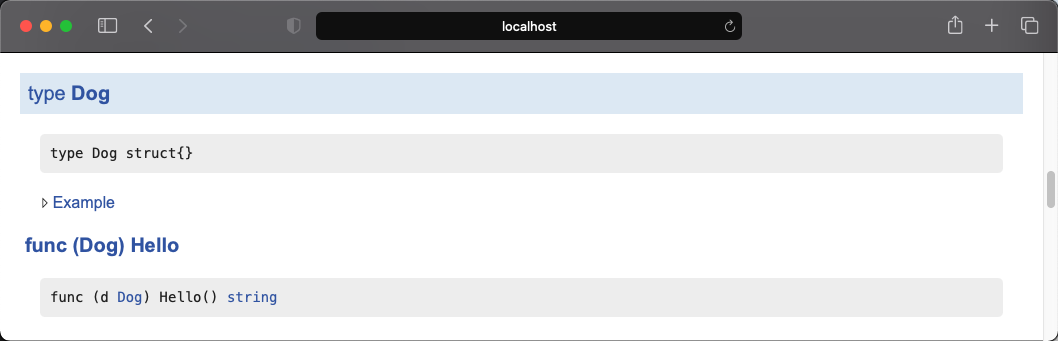 localhost
type Dog
type Dog struct{}
Example
func (Dog) Hello
func (d Dog) Hello() string